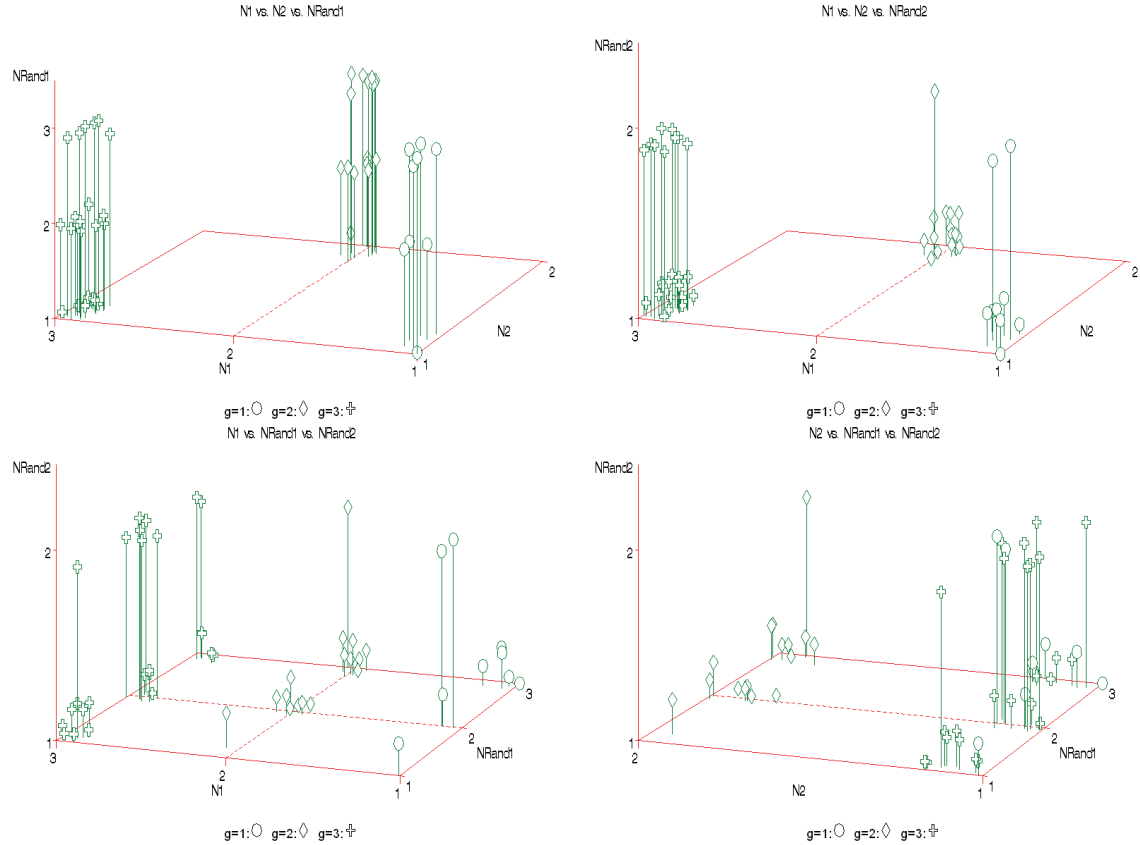 N1 vs. N2 vs. NRand1
NRand1
3
2
1
3
2
N1
1
1
N2
2
g=1: g=2: g=3:
N1 vs. N2 vs. NRand2
NRand2
2
1
3
2
N1
1
1
N2
2
g=1: g=2: g=3:
N1 vs. NRand1 vs. NRand2
NRand2
2
1
3
2
N1
1
1
2
NRand1
3
g=1: g=2: g=3:
N2 vs. NRand1 vs. NRand2
NRand2
2
1
2
N2
1
1
2
NRand1
3
g=1: g=2: g=3: